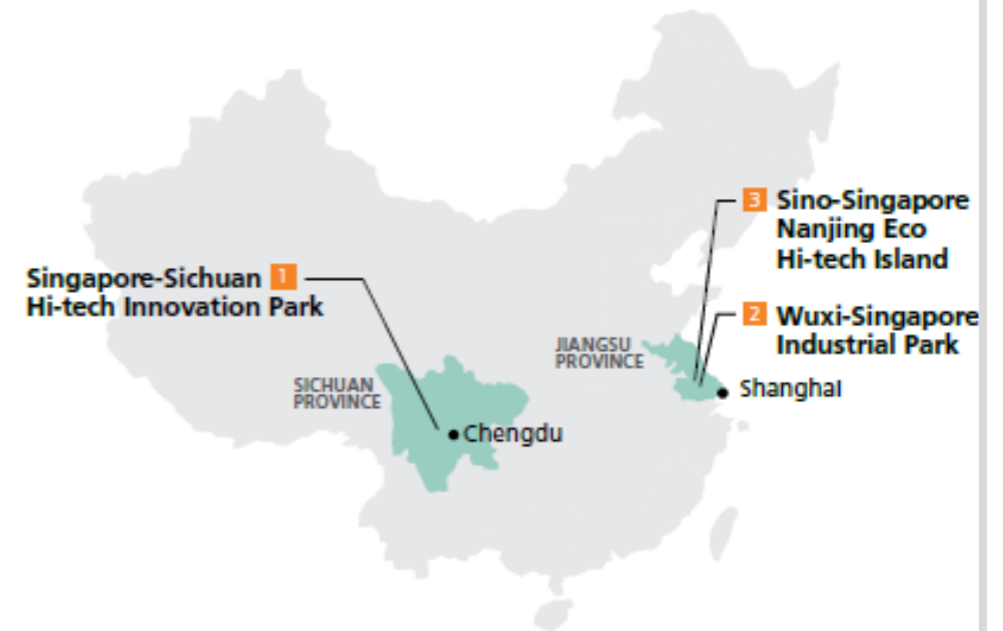 3 Sino-Singapore
Nanjing Eco
Hi-tech Island
Singapore-Sichuan 1
Hi-tech Innovation Park
2 Wuxi-Singapore
Industrial Park
JIANGSU
PROVINCE
SICHUAN
PROVINCE
Shanghai
Chengdu